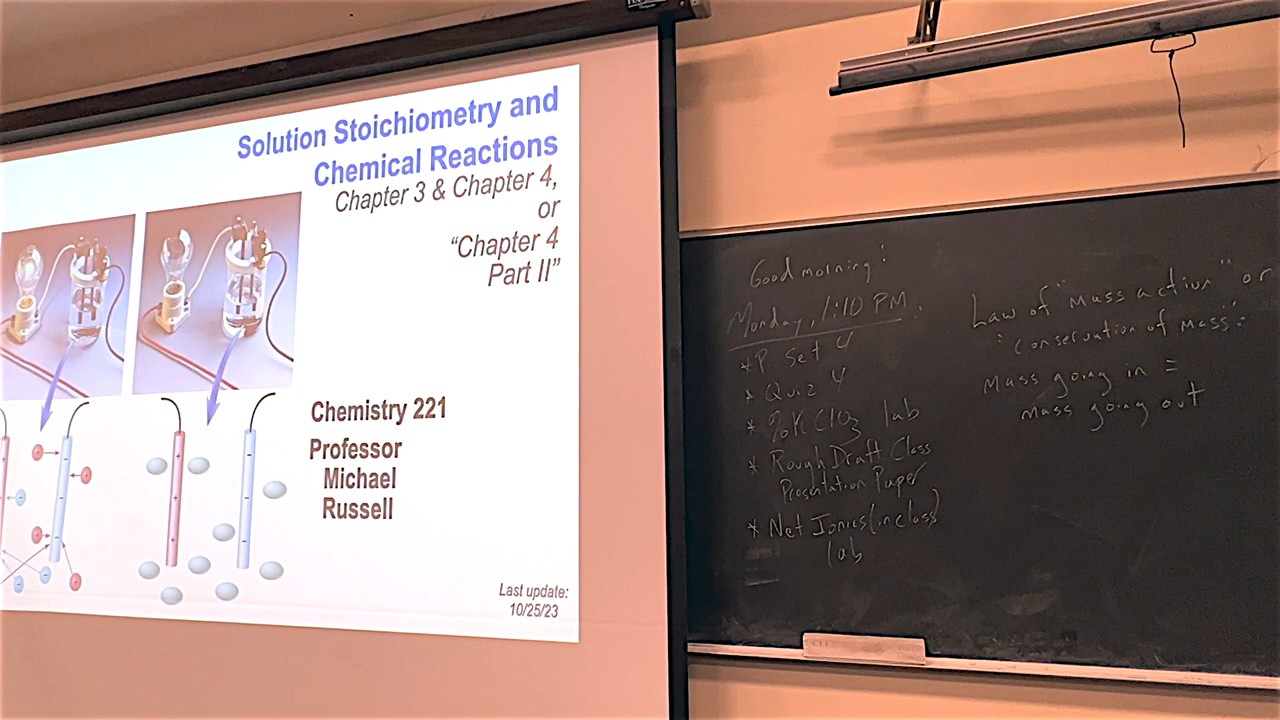 Solution Stoichiometry and
Chemical Reactions
Chapter 3 & Chapter 4,
or
“Chapter 4
Part II”
Chemistry 221
Professor
Michael
Russell
Last update:
10/25/23
Good morning!
Monday, 1:10 PM:
* P Set 4
* Quiz 4
* %KClO3 lab
* Rough Draft Class
Presentation Paper
* Net Ionics (in class)
lab
Law of "mass action" or
"conservation of mass":
mass going in =
mass going out